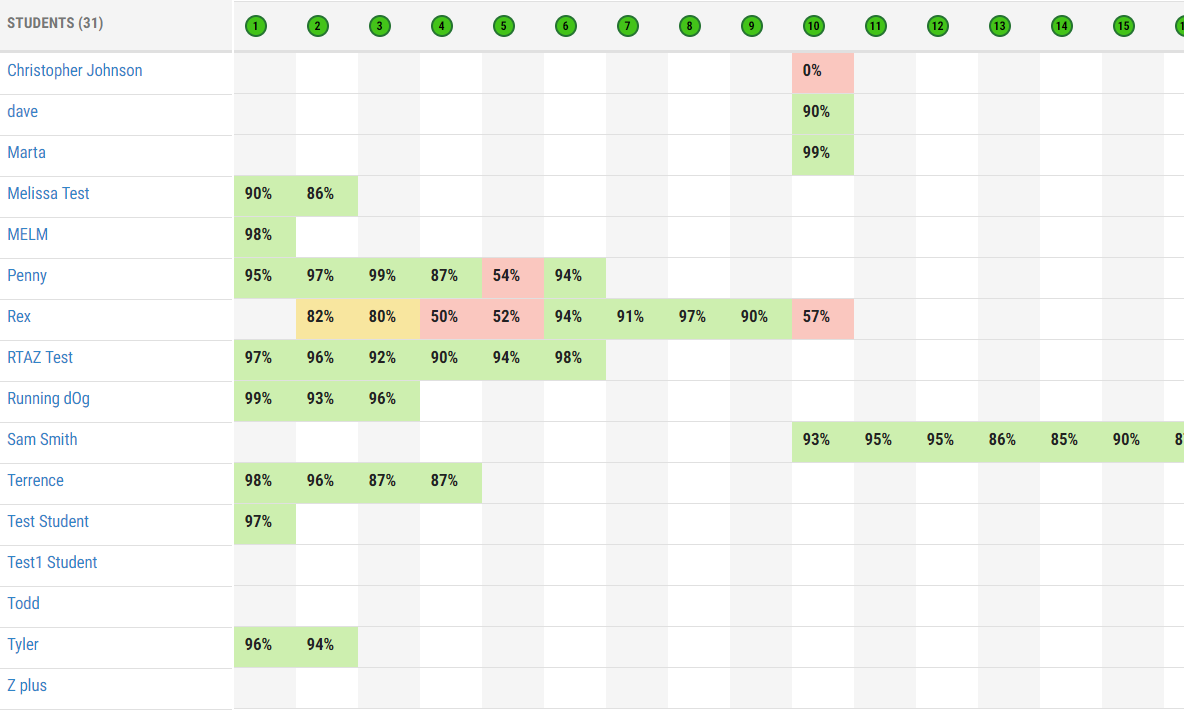 STUDENTS (31) 1 2 3 4 5 6 7 8 9 10 11 12 13 14 15
Christopher Johnson 0%
dave 90%
Marta 99%
Melissa Test 90% 86%
MELM 98%
Penny 95% 97% 99% 87% 54% 94%
Rex 82% 80% 50% 52% 94% 91% 97% 90% 57%
RTAZ Test 97% 96% 92% 90% 94% 98%
Running dOg 99% 93% 96%
Sam Smith 93% 95% 95% 86% 85% 90%
Terrence 98% 96% 87% 87%
Test Student 97%
Test1 Student
Todd
Tyler 96% 94%
Z plus